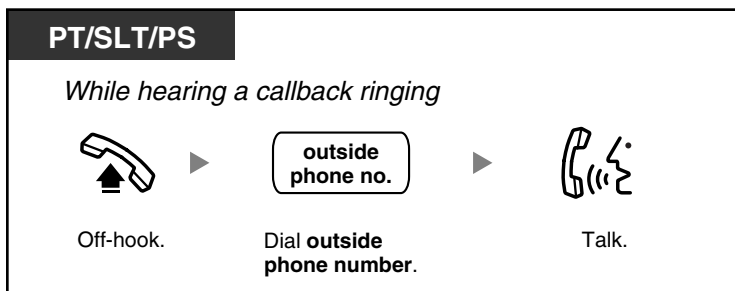 PT/SLT/PS
While hearing a callback ringing
outside
phone no.
Off-hook.
Dial outside
phone number.
Talk.